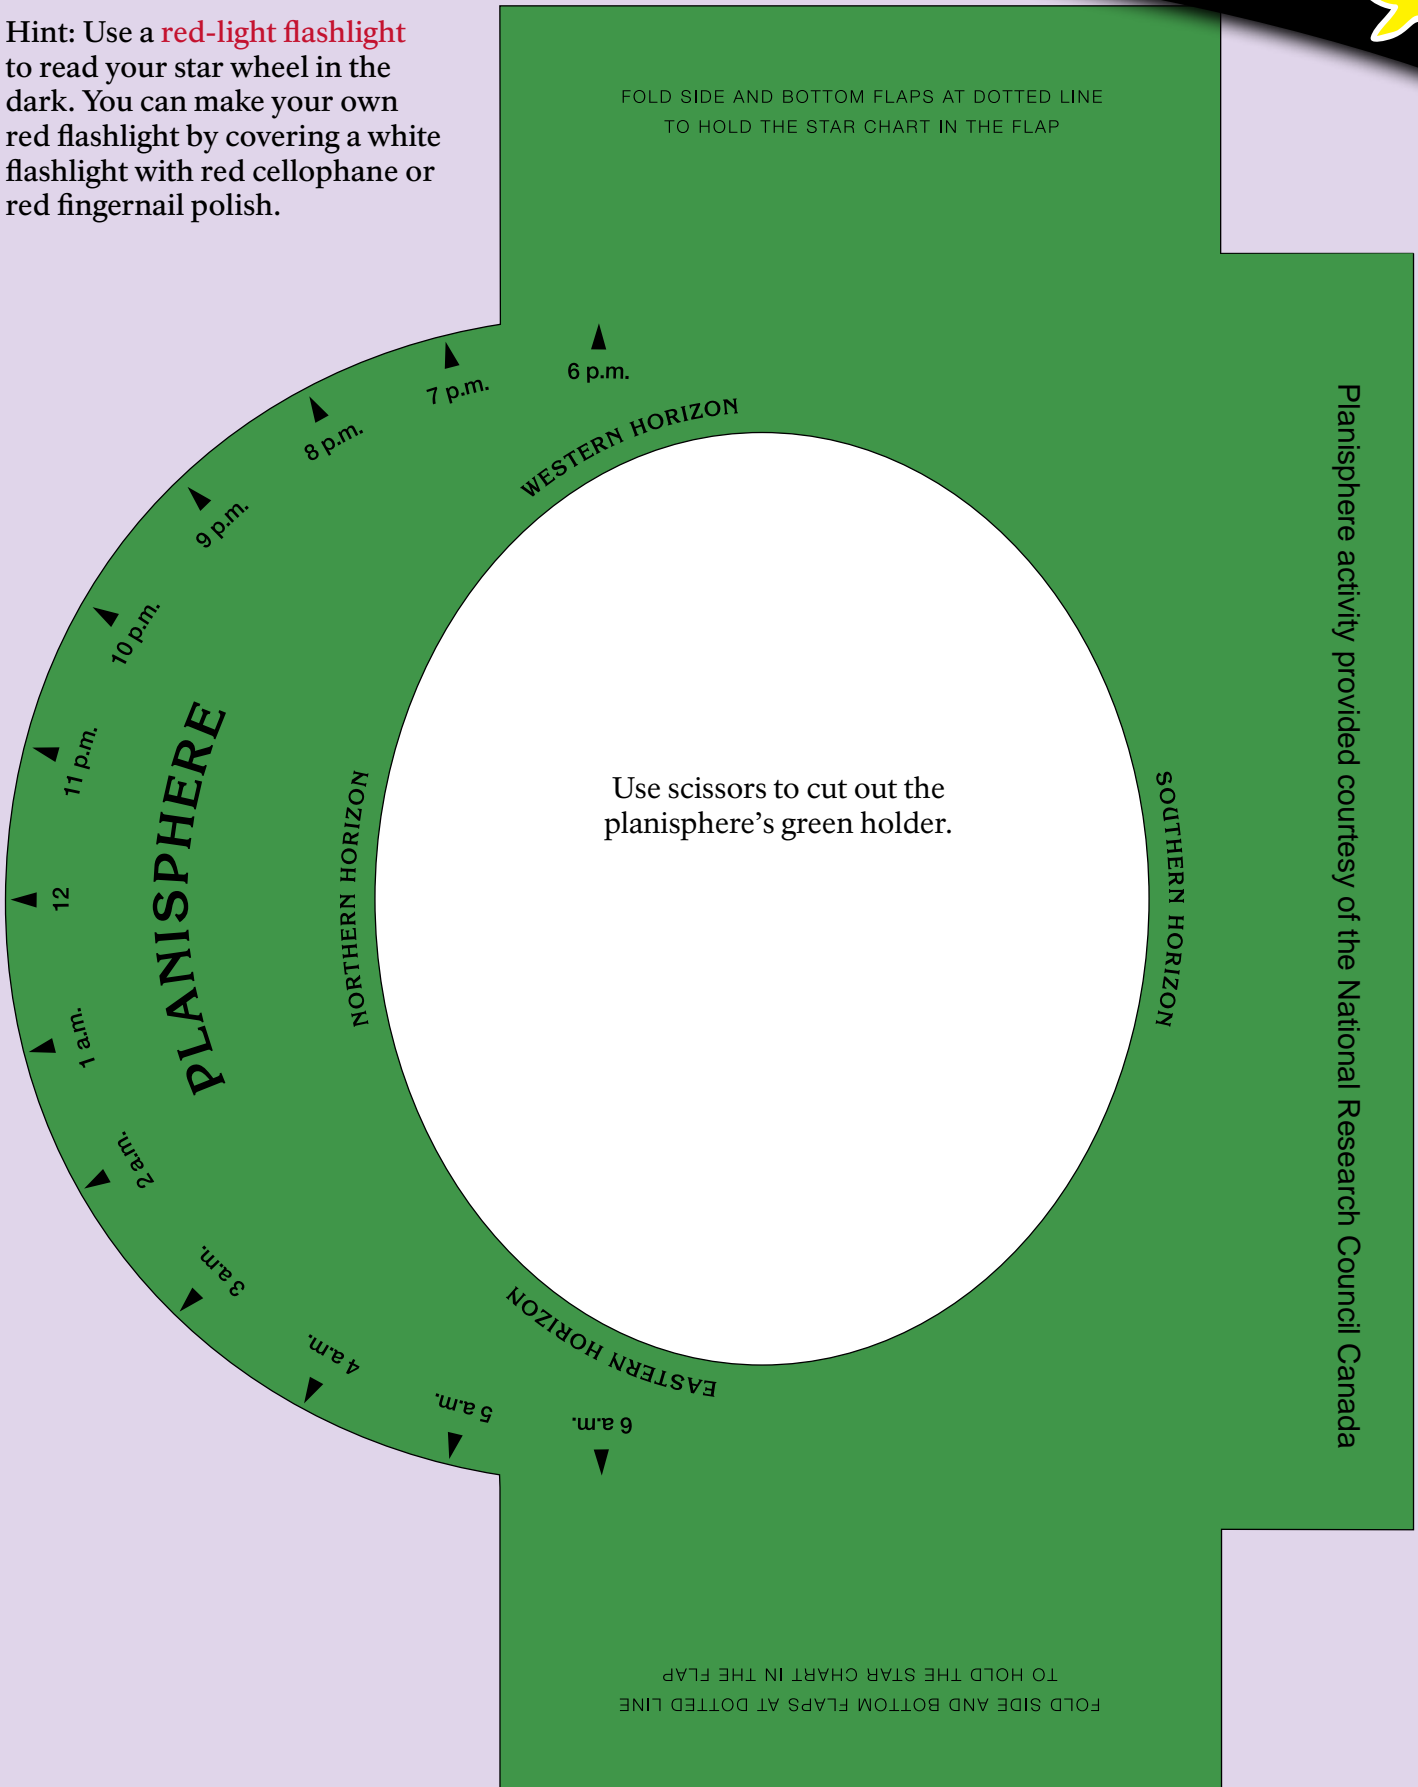 Hint: Use a red-light flashlight
to read your star wheel in the
dark. You can make your own
red flashlight by covering a white
flashlight with red cellophane or
red fingernail polish.
FOLD SIDE AND BOTTOM FLAPS AT DOTTED LINE
TO HOLD THE STAR CHART IN THE FLAP
6 p.m.
7 p.m.
8 p.m.
9 p.m.
10 p.m.
11 p.m.
12
1 a.m.
2 a.m.
3 a.m.
4 a.m.
5 a.m.
6 a.m.
PLANISPHERE
WESTERN HORIZON
NORTHERN HORIZON
SOUTHERN HORIZON
EASTERN HORIZON
Use scissors to cut out the
planisphere’s green holder.
Planisphere activity provided courtesy of the National Research Council Canada
FOLD SIDE AND BOTTOM FLAPS AT DOTTED LINE
TO HOLD THE STAR CHART IN THE FLAP